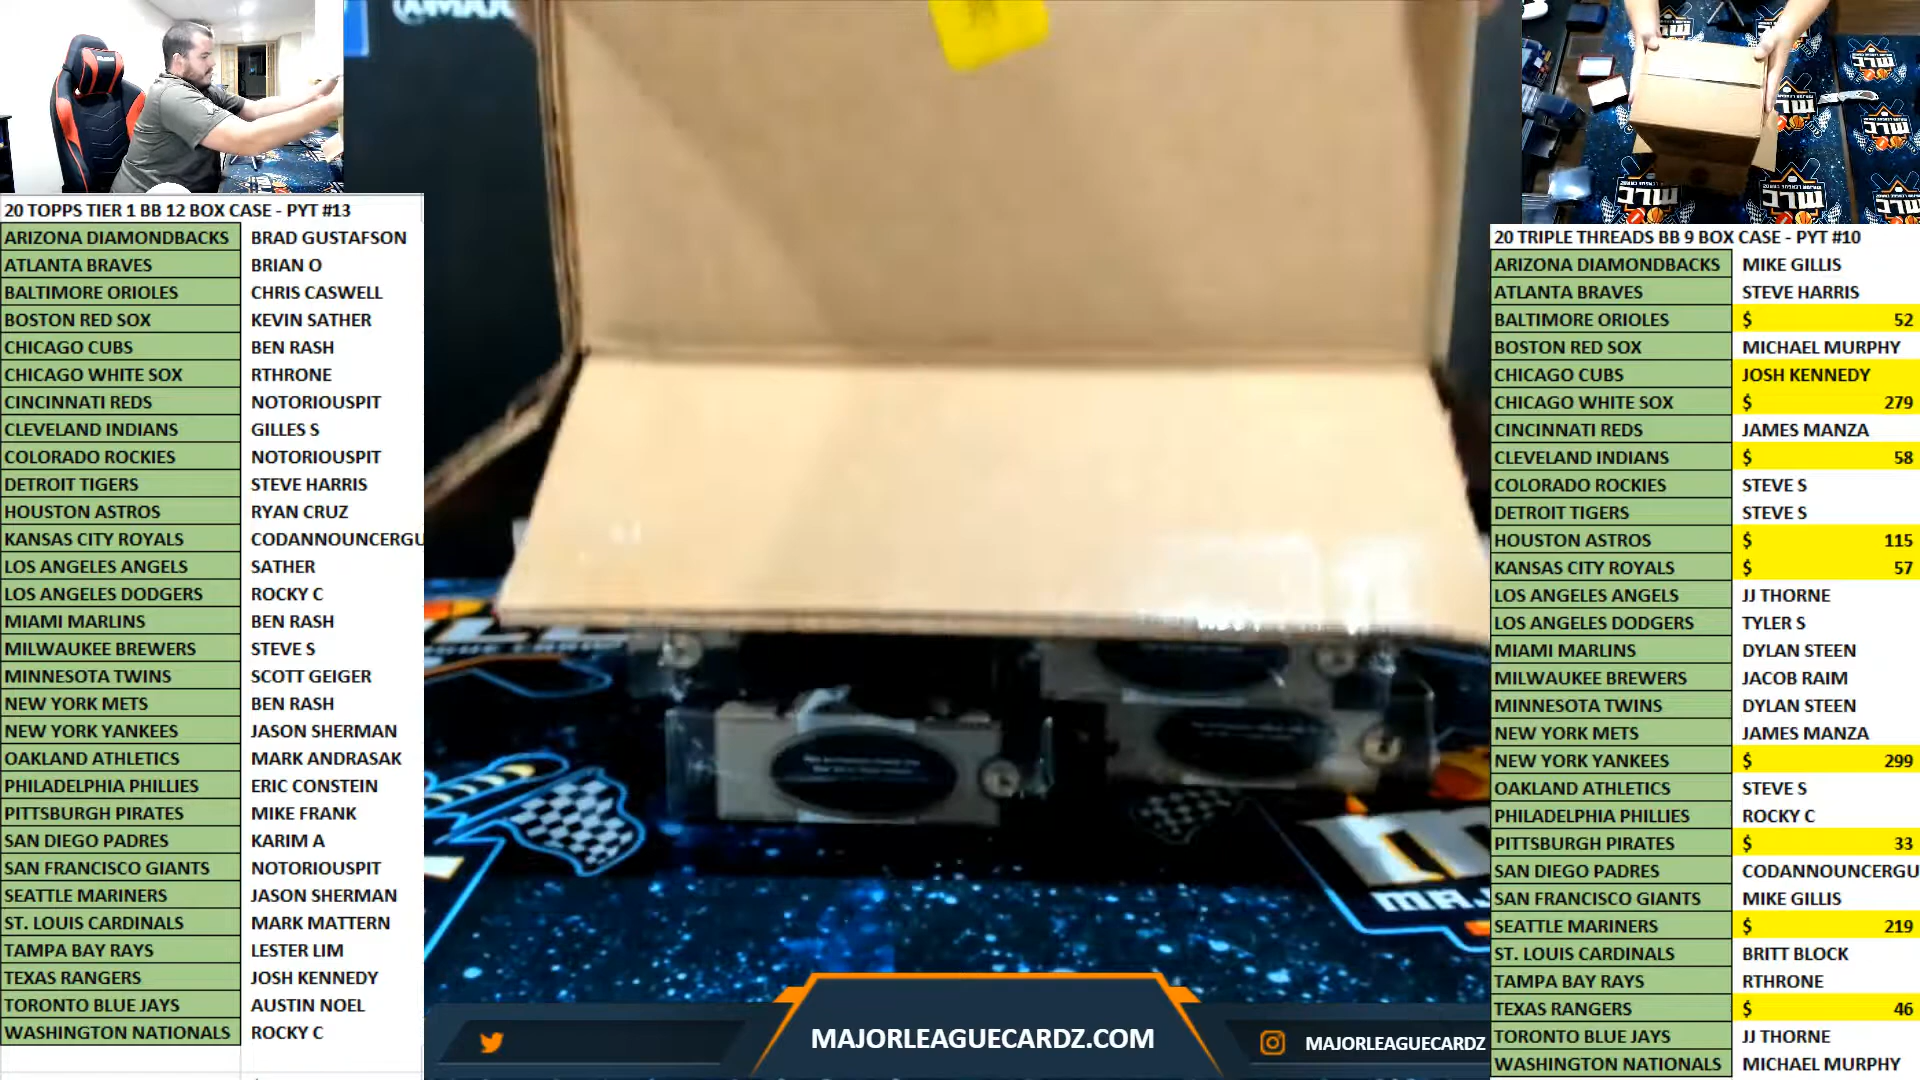 20 TOPPS TIER 1 BB 12 BOX CASE - PYT #13
ARIZONA DIAMONDBACKS BRAD GUSTAFSON
ATLANTA BRAVES BRIAN O
BALTIMORE ORIOLES CHRIS CASWELL
BOSTON RED SOX KEVIN SATHER
CHICAGO CUBS BEN RASH
CHICAGO WHITE SOX RTHRONE
CINCINNATI REDS NOTORIOUSPIT
CLEVELAND INDIANS GILLES S
COLORADO ROCKIES NOTORIOUSPIT
DETROIT TIGERS STEVE HARRIS
HOUSTON ASTROS RYAN CRUZ
KANSAS CITY ROYALS CODANNOUNCERGU
LOS ANGELES ANGELS SATHER
LOS ANGELES DODGERS ROCKY C
MIAMI MARLINS BEN RASH
MILWAUKEE BREWERS STEVE S
MINNESOTA TWINS SCOTT GEIGER
NEW YORK METS BEN RASH
NEW YORK YANKEES JASON SHERMAN
OAKLAND ATHLETICS MARK ANDRASAK
PHILADELPHIA PHILLIES ERIC CONSTEIN
PITTSBURGH PIRATES MIKE FRANK
SAN DIEGO PADRES KARIM A
SAN FRANCISCO GIANTS NOTORIOUSPIT
SEATTLE MARINERS JASON SHERMAN
ST. LOUIS CARDINALS MARK MATTERN
TAMPA BAY RAYS LESTER LIM
TEXAS RANGERS JOSH KENNEDY
TORONTO BLUE JAYS AUSTIN NOEL
WASHINGTON NATIONALS ROCKY C
MAJORLEAGUECARDZ.COM
MAJORLEAGUECARDZ
20 TRIPLE THREADS BB 9 BOX CASE - PYT #10
ARIZONA DIAMONDBACKS MIKE GILLIS
ATLANTA BRAVES STEVE HARRIS
BALTIMORE ORIOLES $ 52
BOSTON RED SOX MICHAEL MURPHY
CHICAGO CUBS JOSH KENNEDY
CHICAGO WHITE SOX $ 279
CINCINNATI REDS JAMES MANZA
CLEVELAND INDIANS $ 58
COLORADO ROCKIES STEVE S
DETROIT TIGERS STEVE S
HOUSTON ASTROS $ 115
KANSAS CITY ROYALS $ 57
LOS ANGELES ANGELS JJ THORNE
LOS ANGELES DODGERS TYLER S
MIAMI MARLINS DYLAN STEEN
MILWAUKEE BREWERS JACOB RAIM
MINNESOTA TWINS DYLAN STEEN
NEW YORK METS JAMES MANZA
NEW YORK YANKEES $ 299
OAKLAND ATHLETICS STEVE S
PHILADELPHIA PHILLIES ROCKY C
PITTSBURGH PIRATES $ 33
SAN DIEGO PADRES CODANNOUNCERGU
SAN FRANCISCO GIANTS MIKE GILLIS
SEATTLE MARINERS $ 219
ST. LOUIS CARDINALS BRITT BLOCK
TAMPA BAY RAYS RTHRONE
TEXAS RANGERS $ 46
TORONTO BLUE JAYS JJ THORNE
WASHINGTON NATIONALS MICHAEL MURPHY